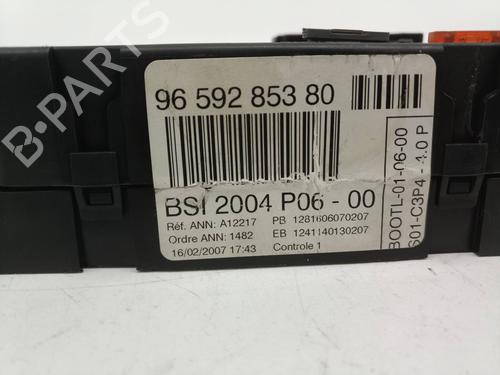 96 592 853 80
BSI 2004 P06 - 00
Réf. ANN: A12217 PB 1281606070207
Ordre ANN: 1482 EB 1241140130207
16/02/2007 17:43 Controle 1
BOOTL-01-06-00
S01-C3P4 - 4.0 P
B-PARTS